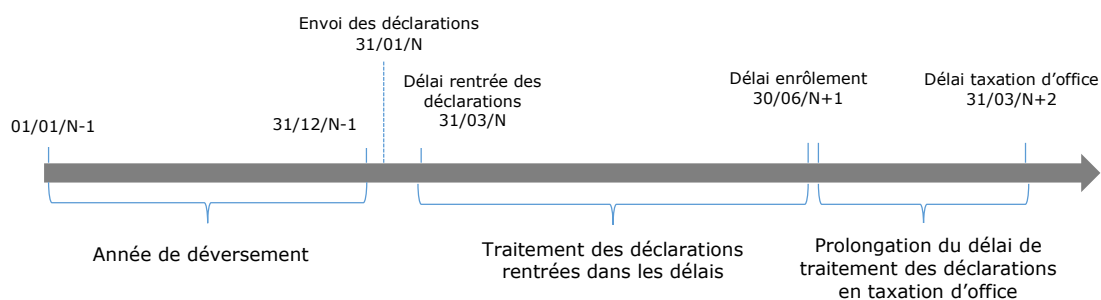 Envoi des déclarations
31/01/N
Délai rentrée des
déclarations
31/03/N
Délai enrôlement
30/06/N+1
Délai taxation d’office
31/03/N+2
01/01/N-1
31/12/N-1
Année de déversement
Traitement des déclarations
rentrées dans les délais
Prolongation du délai de
traitement des déclarations
en taxation d’office